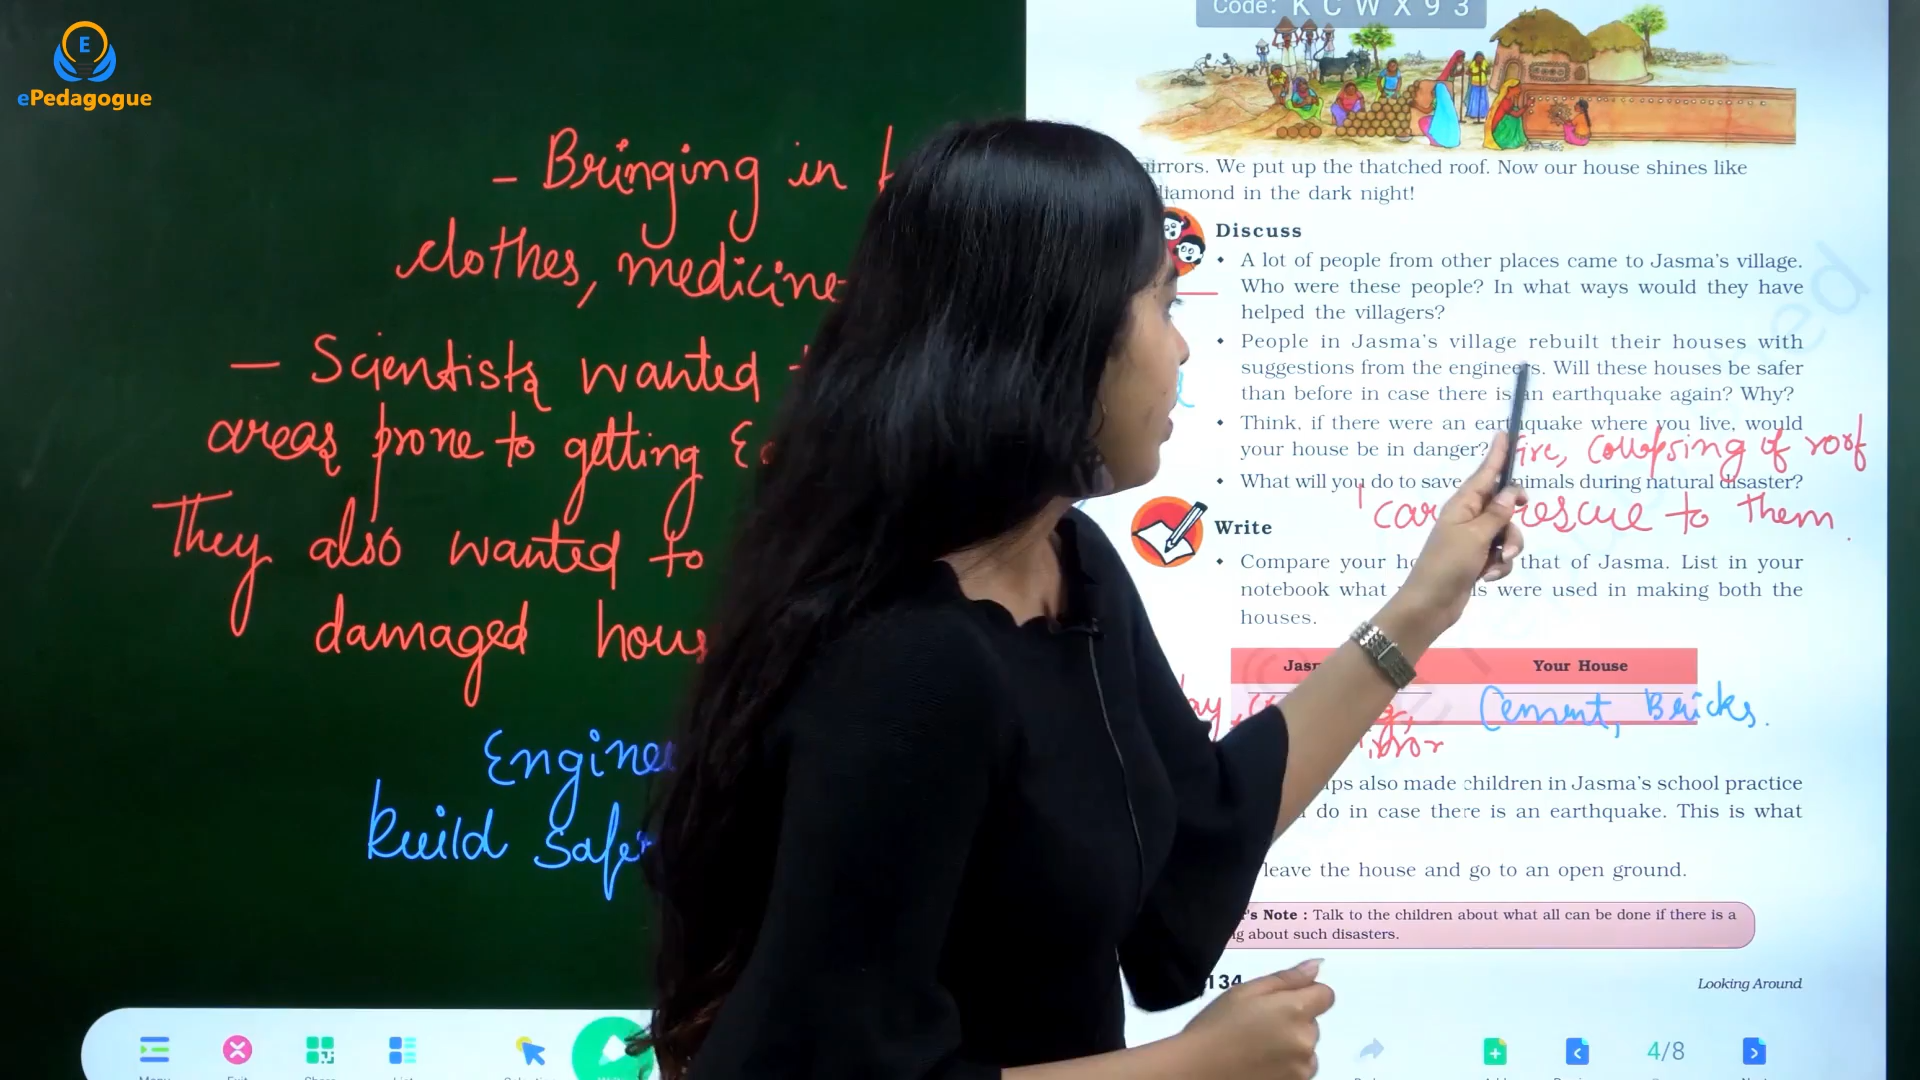 E
ePedagogue
Code: K C W X 9 3
- Bringing in
clothes, medicine
- Scientists wanted
areas prone to getting
They also wanted to
damaged
build
irrors. We put up the thatched roof. Now our house shines like
diamond in the dark night!
Discuss
• A lot of people from other places came to Jasma's village.
Who were these people? In what ways would they have
helped the villagers?
• People in Jasma's village rebuilt their houses with
suggestions from the engineers. Will these houses be safer
than before in case there is an earthquake again? Why?
• Think, if there were an earthquake where you live, would
your house be in danger? fire, collapsing of roof
• What will you do to save animals during natural disaster?
rescue to them.
Write
• Compare your that of Jasma. List in your
notebook what were used in making both the
houses.
Your House
Cement, Bricks.
also made children in Jasma's school practice
do in case there is an earthquake. This is what
leave the house and go to an open ground.
's Note : Talk to the children about what all can be done if there is a
about such disasters.
134
Looking Around
4/8